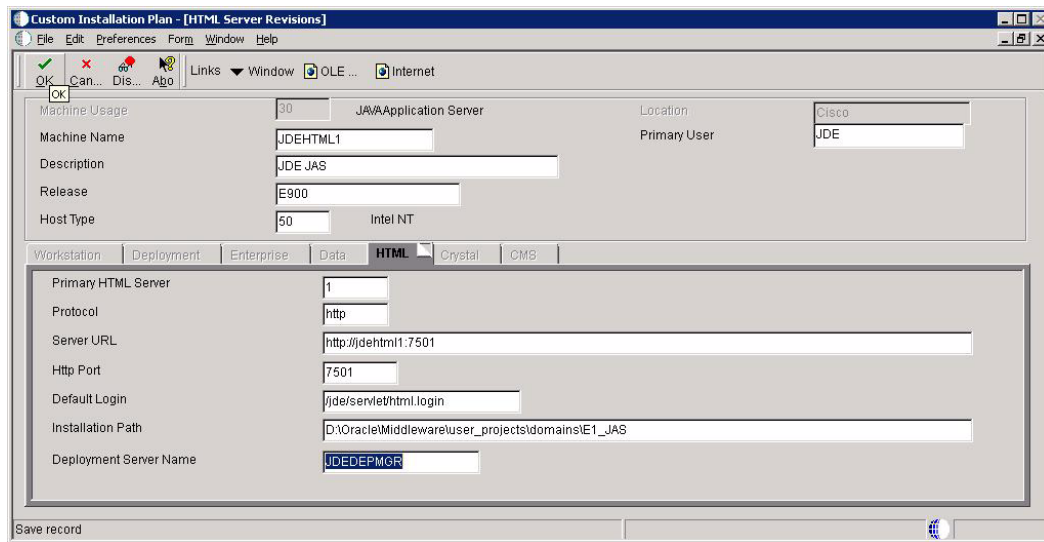 Custom Installation Plan - [HTML Server Revisions]
File Edit Preferences Form Window Help
OK Can... Dis... Abo Links Window OLE ... Internet
OK
Machine Usage 30 JAVA Application Server Location Cisco
Machine Name JDEHTML1 Primary User JDE
Description JDE JAS
Release E900
Host Type 50 Intel NT
Workstation Deployment Enterprise Data HTML Crystal CMS
Primary HTML Server 1
Protocol http
Server URL http://jdehtml1:7501
Http Port 7501
Default Login /jde/servlet/html.login
Installation Path D:\Oracle\Middleware\user_projects\domains\E1_JAS
Deployment Server Name JDEDEPMGR
Save record